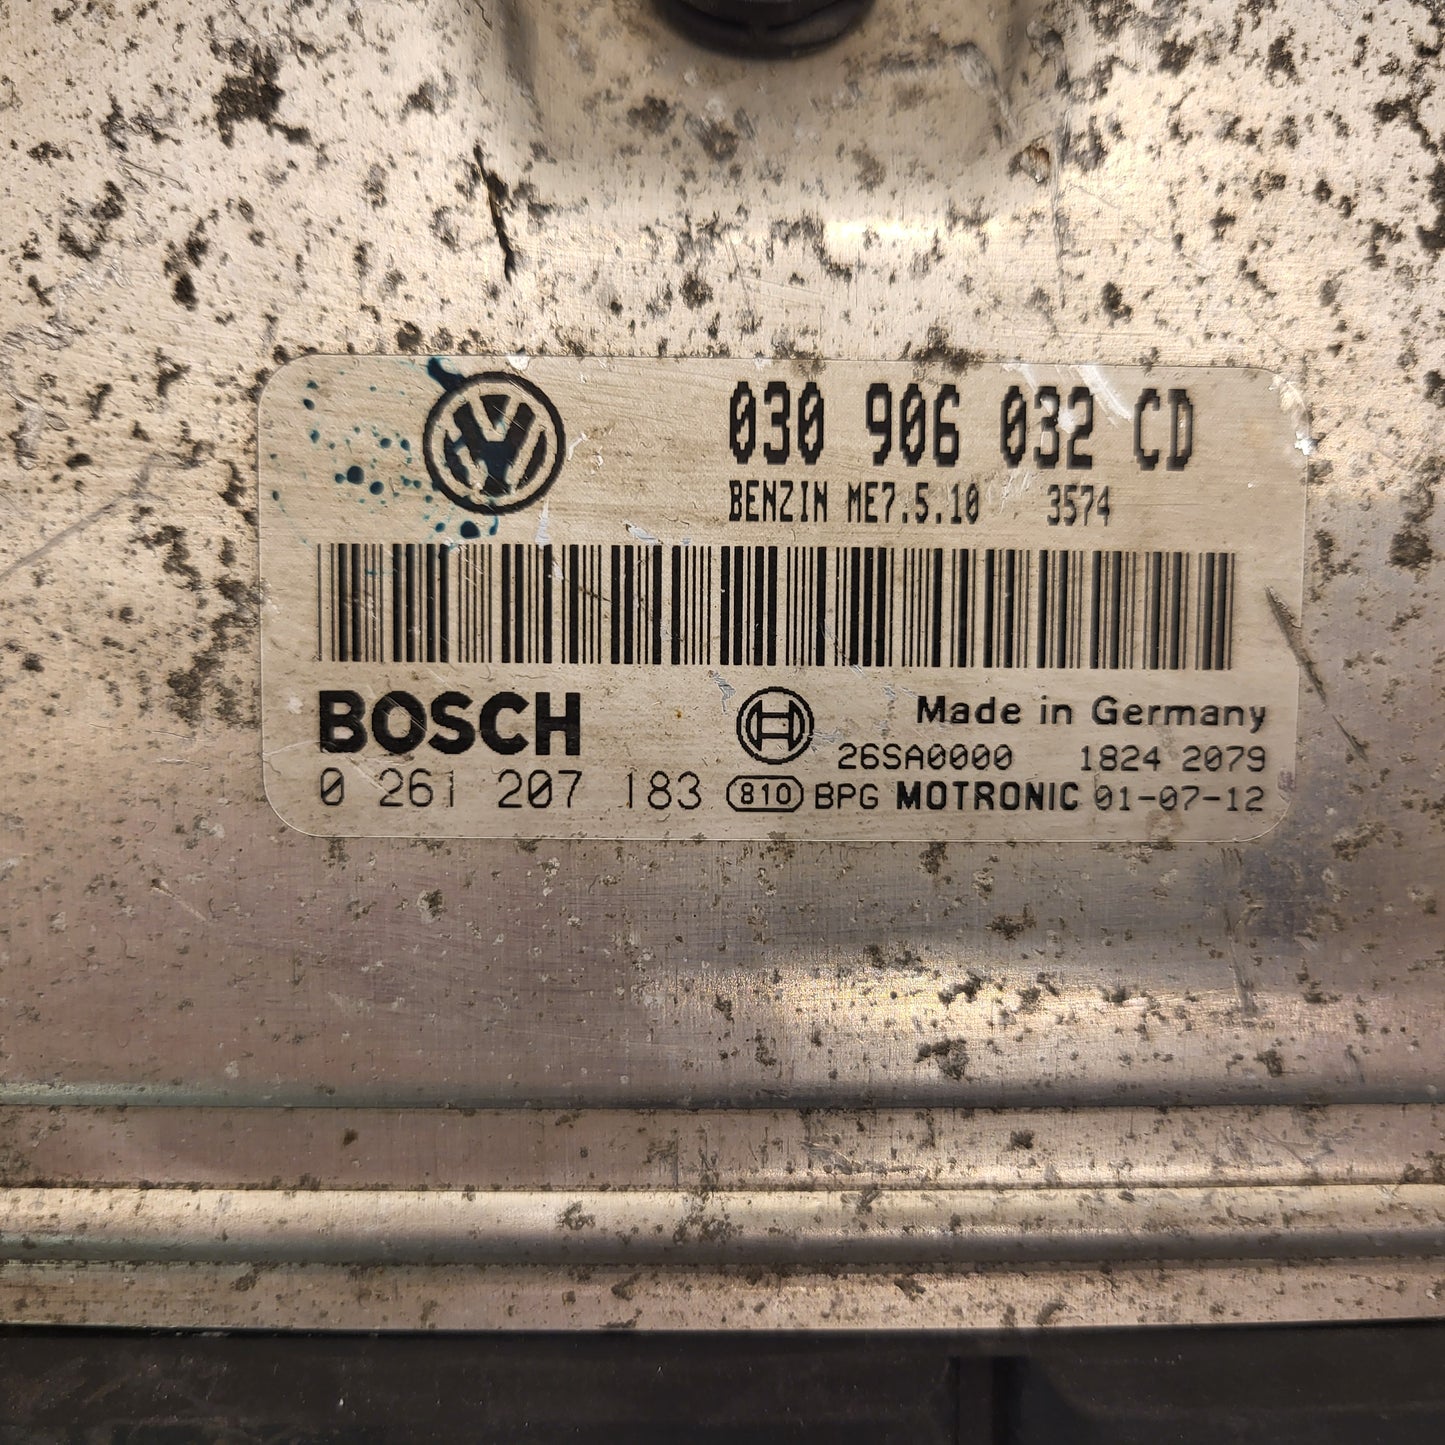 030 906 032 CD
BENZIN ME7.5.10 3574
BOSCH
Made in Germany
26SA0000 1824 2079
0 261 207 183 810 BPG MOTRONIC 01-07-12